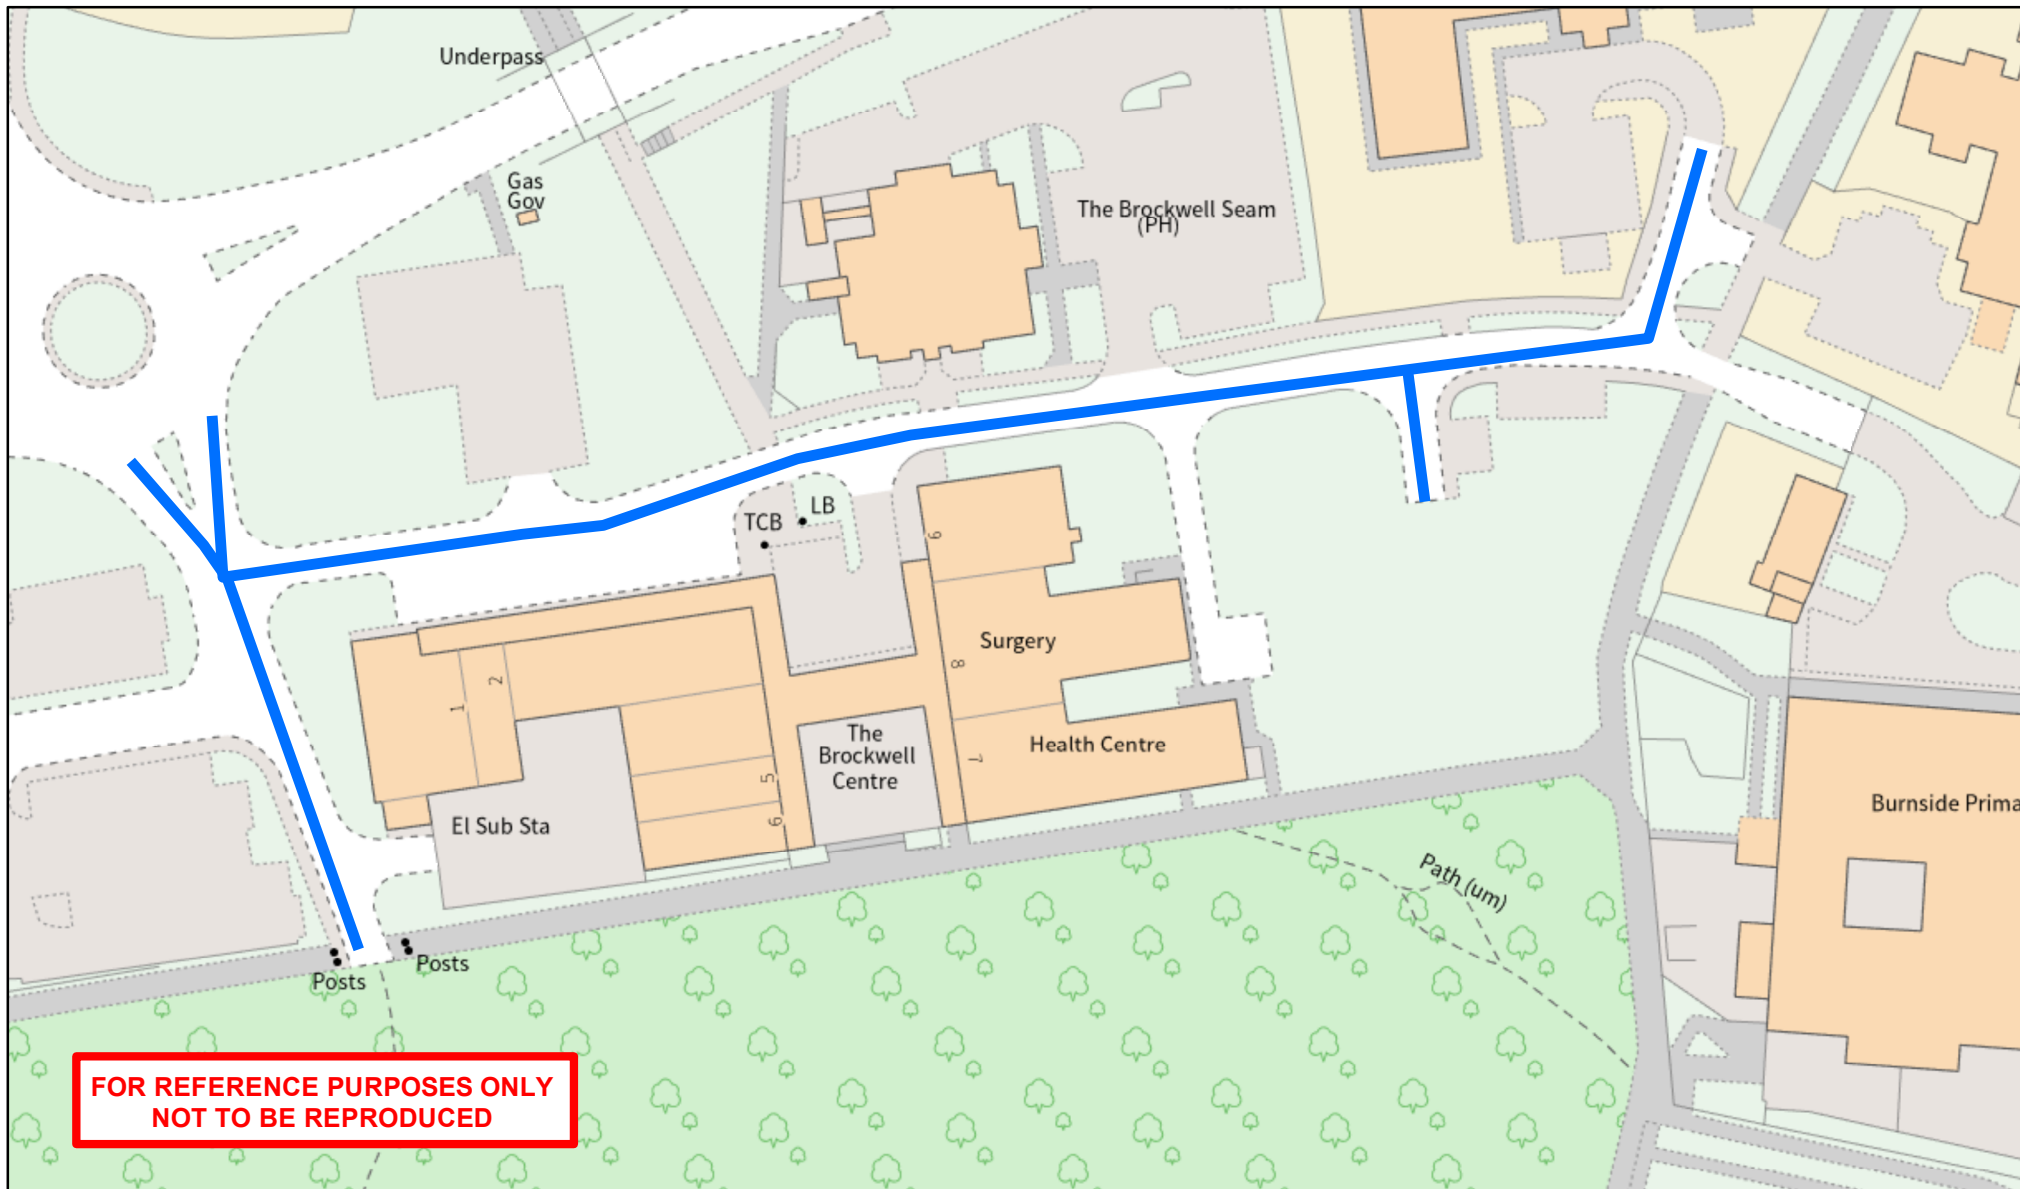 Underpass
Gas
Gov
The Brockwell Seam
(PH)
LB
TCB
9
Surgery
8
2
1
The
Brockwell
Centre
Health Centre
7
5
6
El Sub Sta
Burnside Prima
Path (um)
Posts
Posts
FOR REFERENCE PURPOSES ONLY
NOT TO BE REPRODUCED